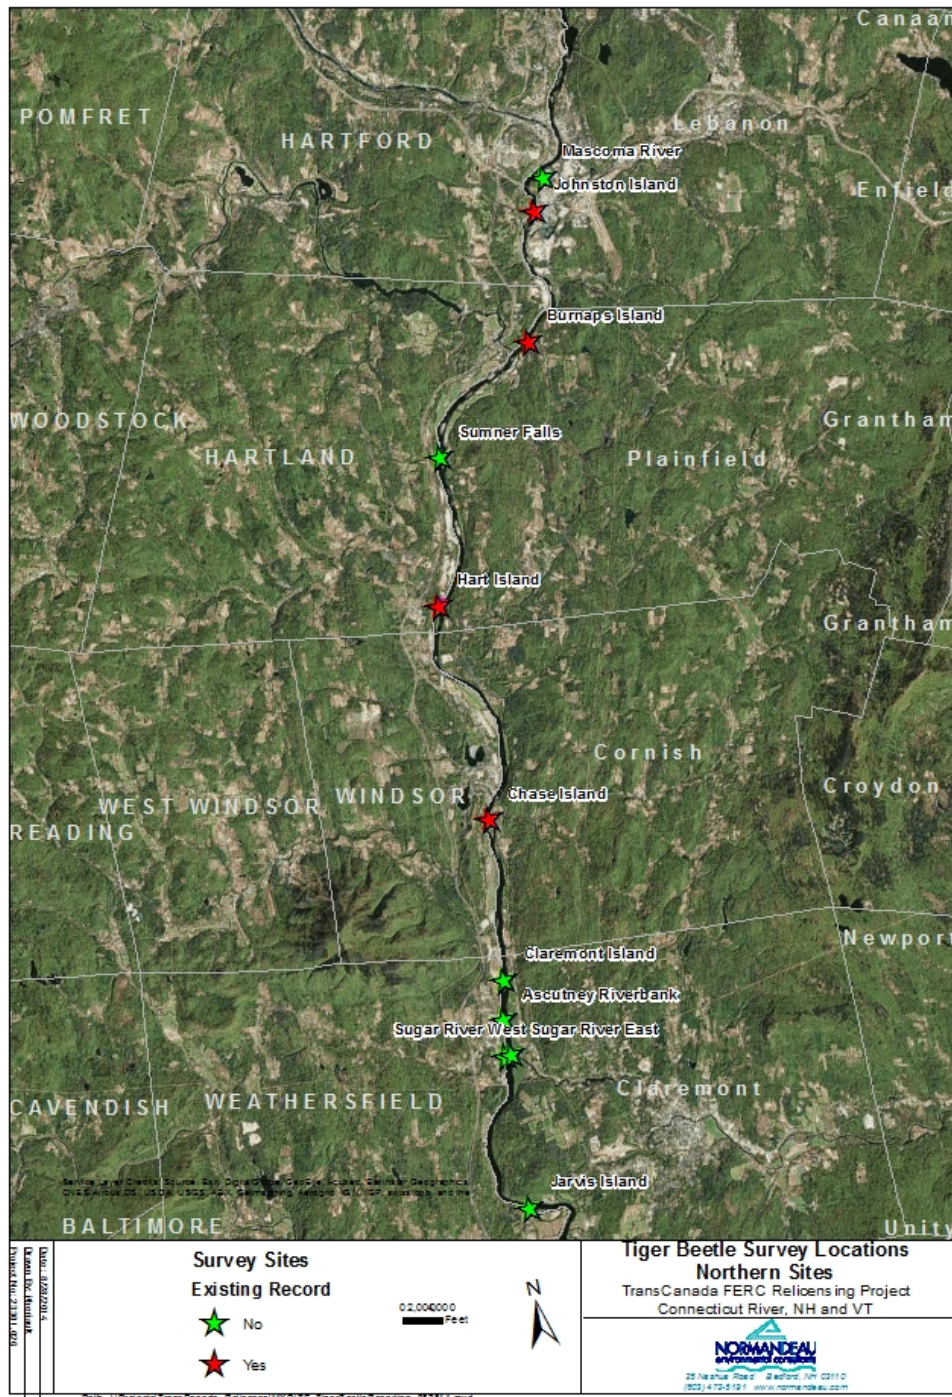 Canaan
POMFRET
HARTFORD
Lebanon
Mascoma River
Johnston Island
Enfield
Burnaps Island
WOODSTOCK
Sumner Falls
Grantham
HARTLAND
Plainfield
Hart Island
Grantham
Cornish
WEST WINDSOR
WINDSOR
Chase Island
Croydon
READING
Newport
Claremont Island
Ascutney Riverbank
Sugar River West Sugar River East
CAVENDISH
WEATHERSFIELD
Claremont
Jarvis Island
BALTIMORE
Unity
Survey Sites
Existing Record
No
Yes
Feet
N
Tiger Beetle Survey Locations
Northern Sites
TransCanada FERC Relicensing Project
Connecticut River, NH and VT
NORMANDEAU
environmental consultants
25 Nashua Road Bedford, NH 03110
www.normandeau.com